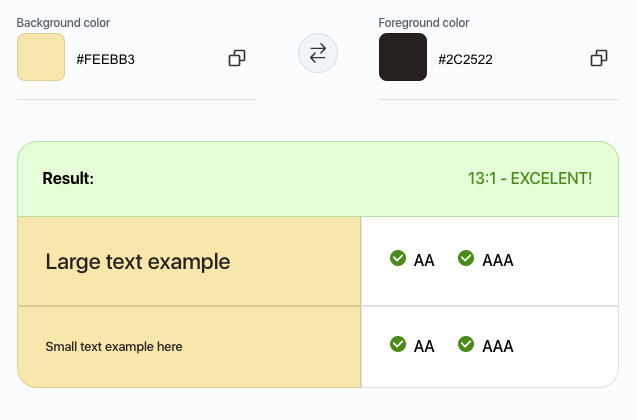 Background color
Foreground color
#FEEBB3
#2C2522
Result:
13:1 - EXCELENT!
Large text example
AA
AAA
Small text example here
AA
AAA